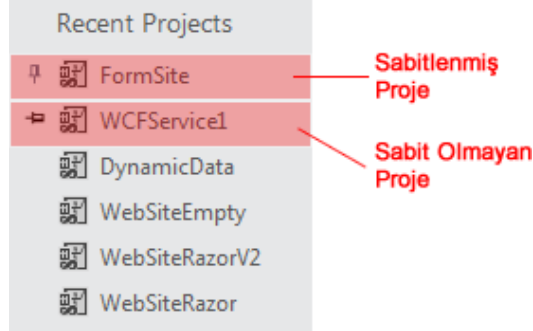 Recent Projects
FormSite
Sabitlenmiş
Proje
WCFService1
Sabit Olmayan
Proje
DynamicData
WebSiteEmpty
WebSiteRazorV2
WebSiteRazor